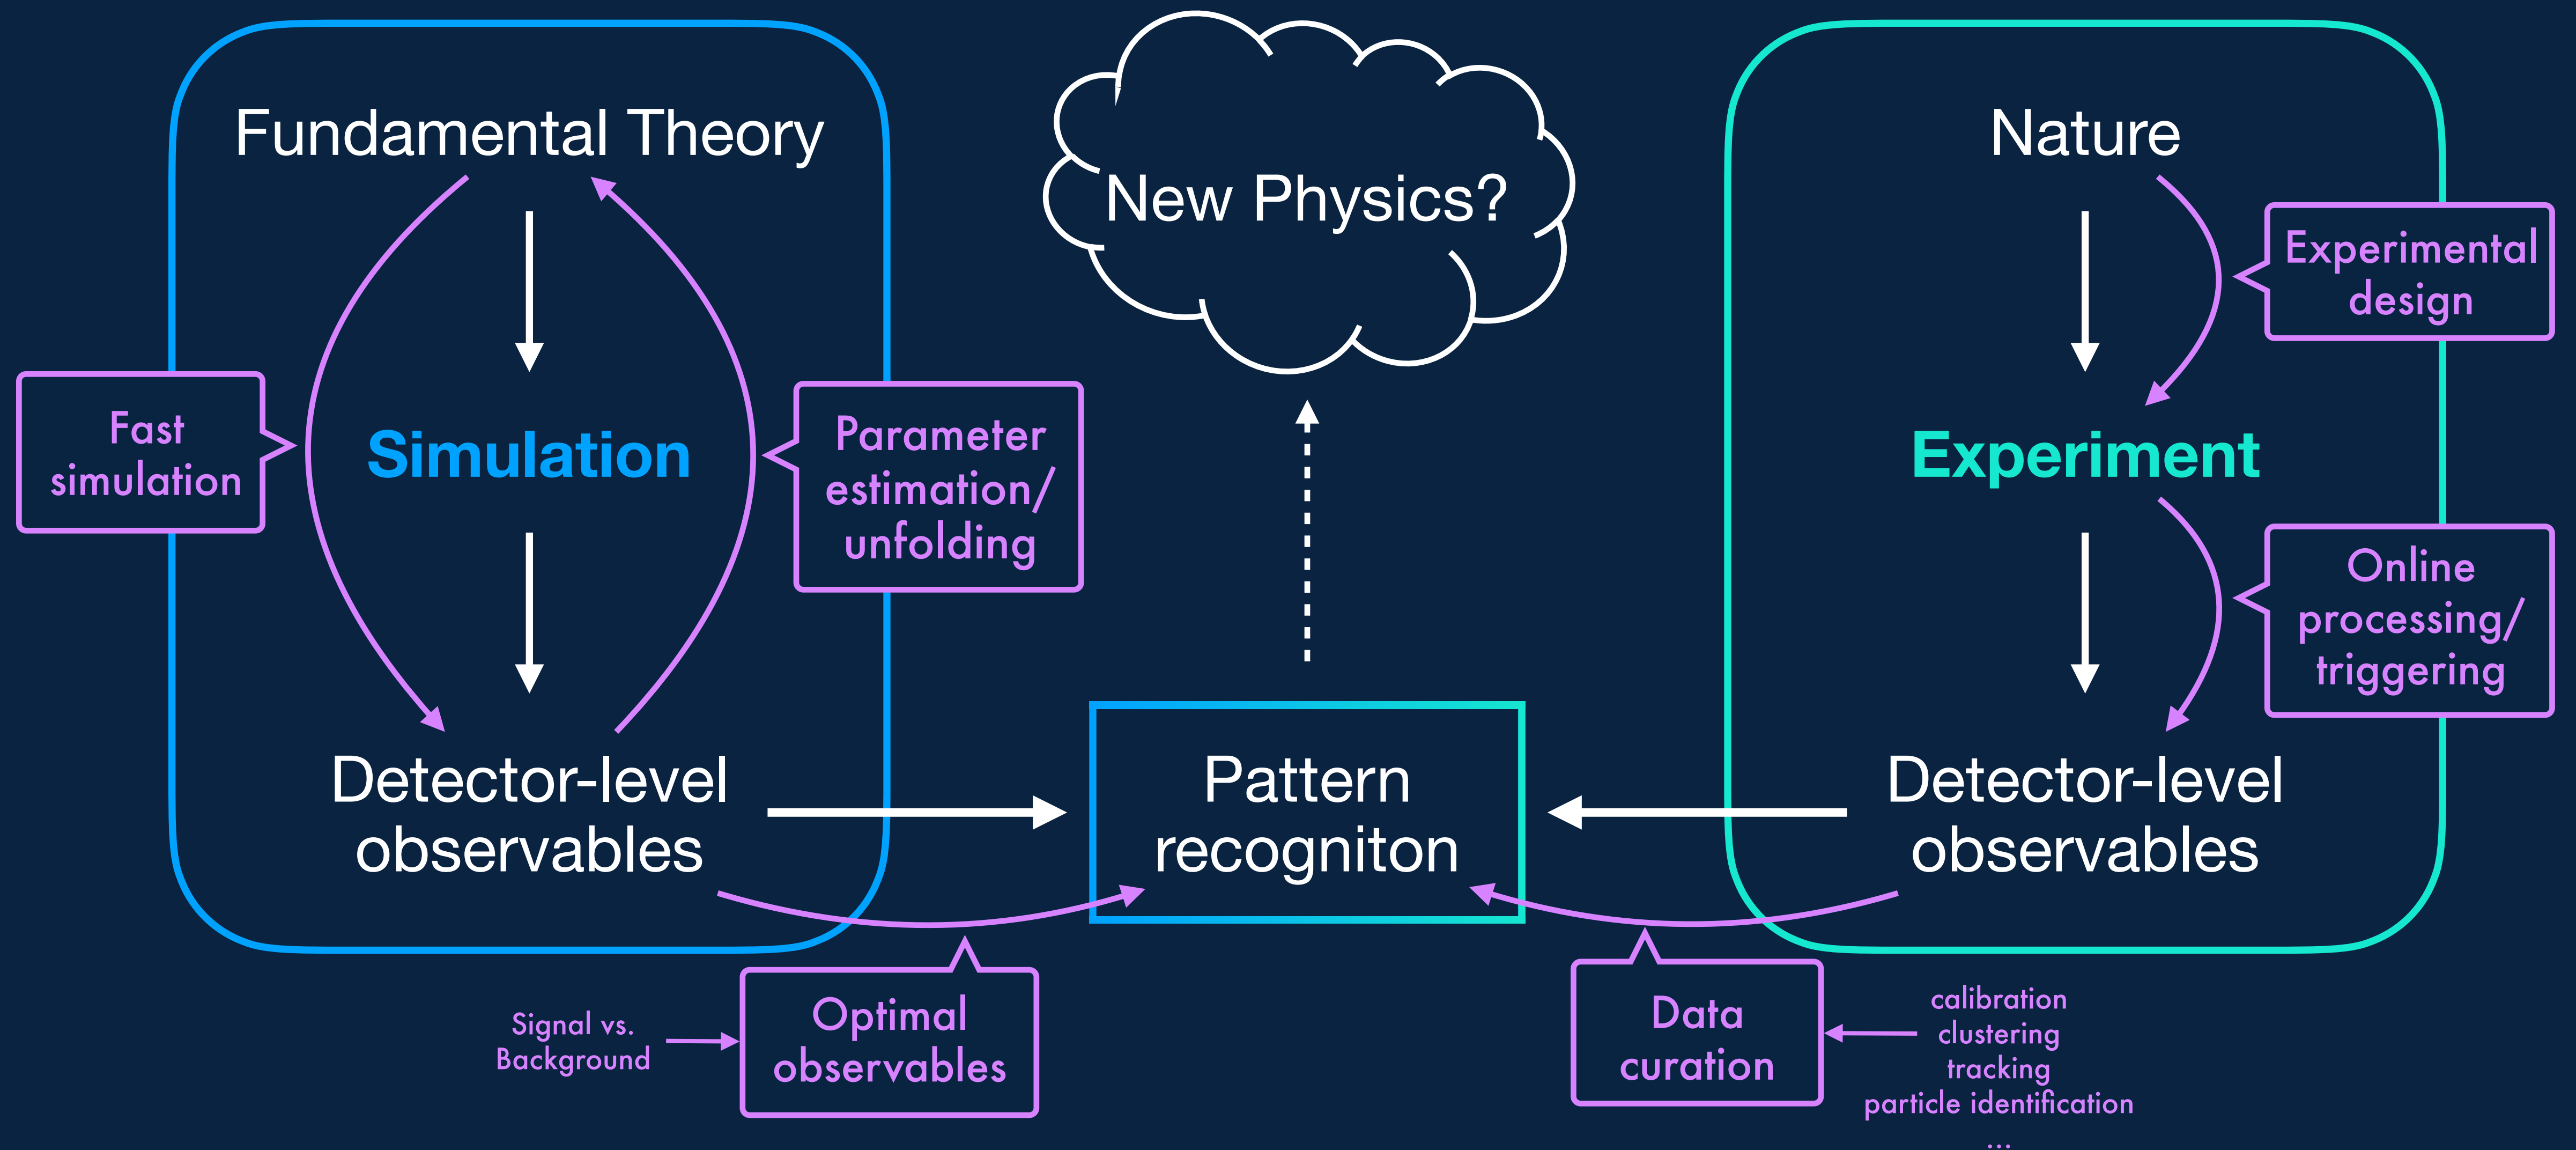 Fundamental Theory
Simulation
Detector-level
observables
Fast
simulation
Parameter
estimation/
unfolding
New Physics?
Pattern
recogniton
Nature
Experiment
Detector-level
observables
Experimental
design
Online
processing/
triggering
Signal vs.
Background
Optimal
observables
Data
curation
calibration
clustering
tracking
particle identification
...